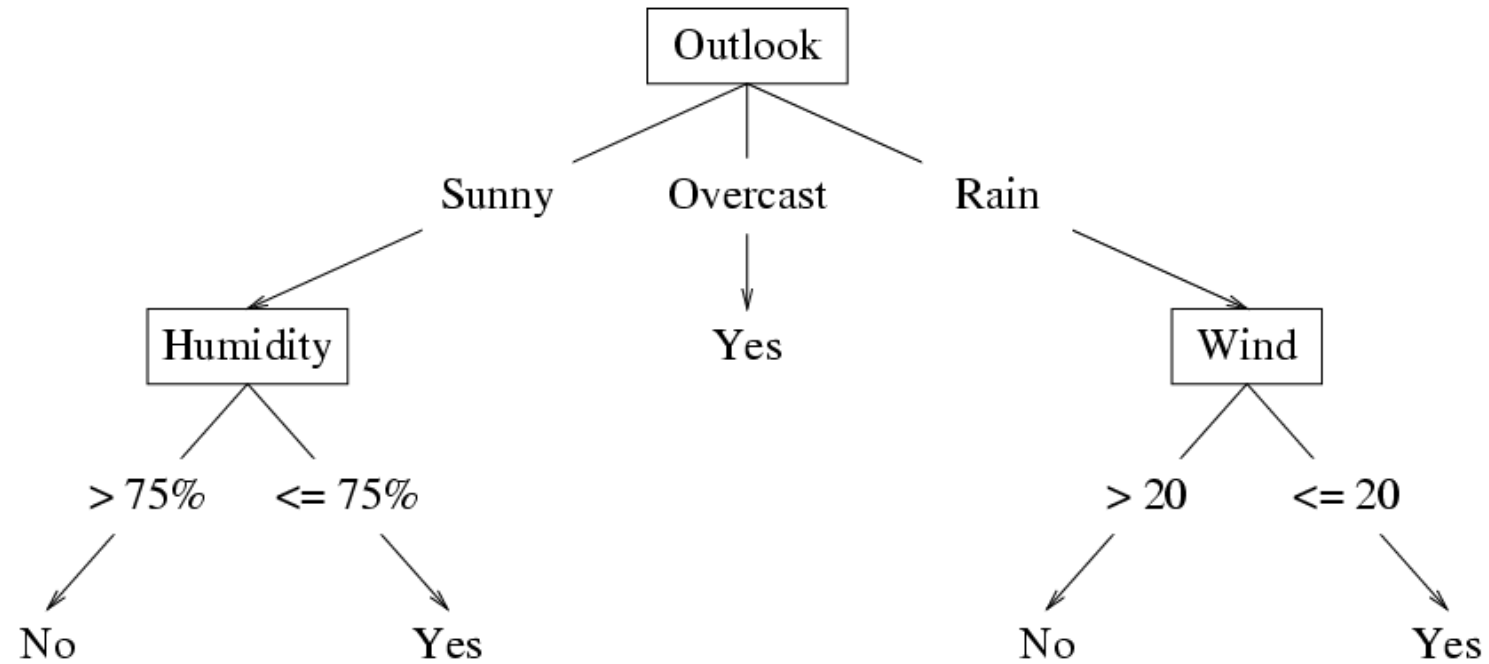 Outlook
Sunny Overcast Rain
Humidity Yes Wind
> 75% <= 75% > 20 <= 20
No Yes No Yes